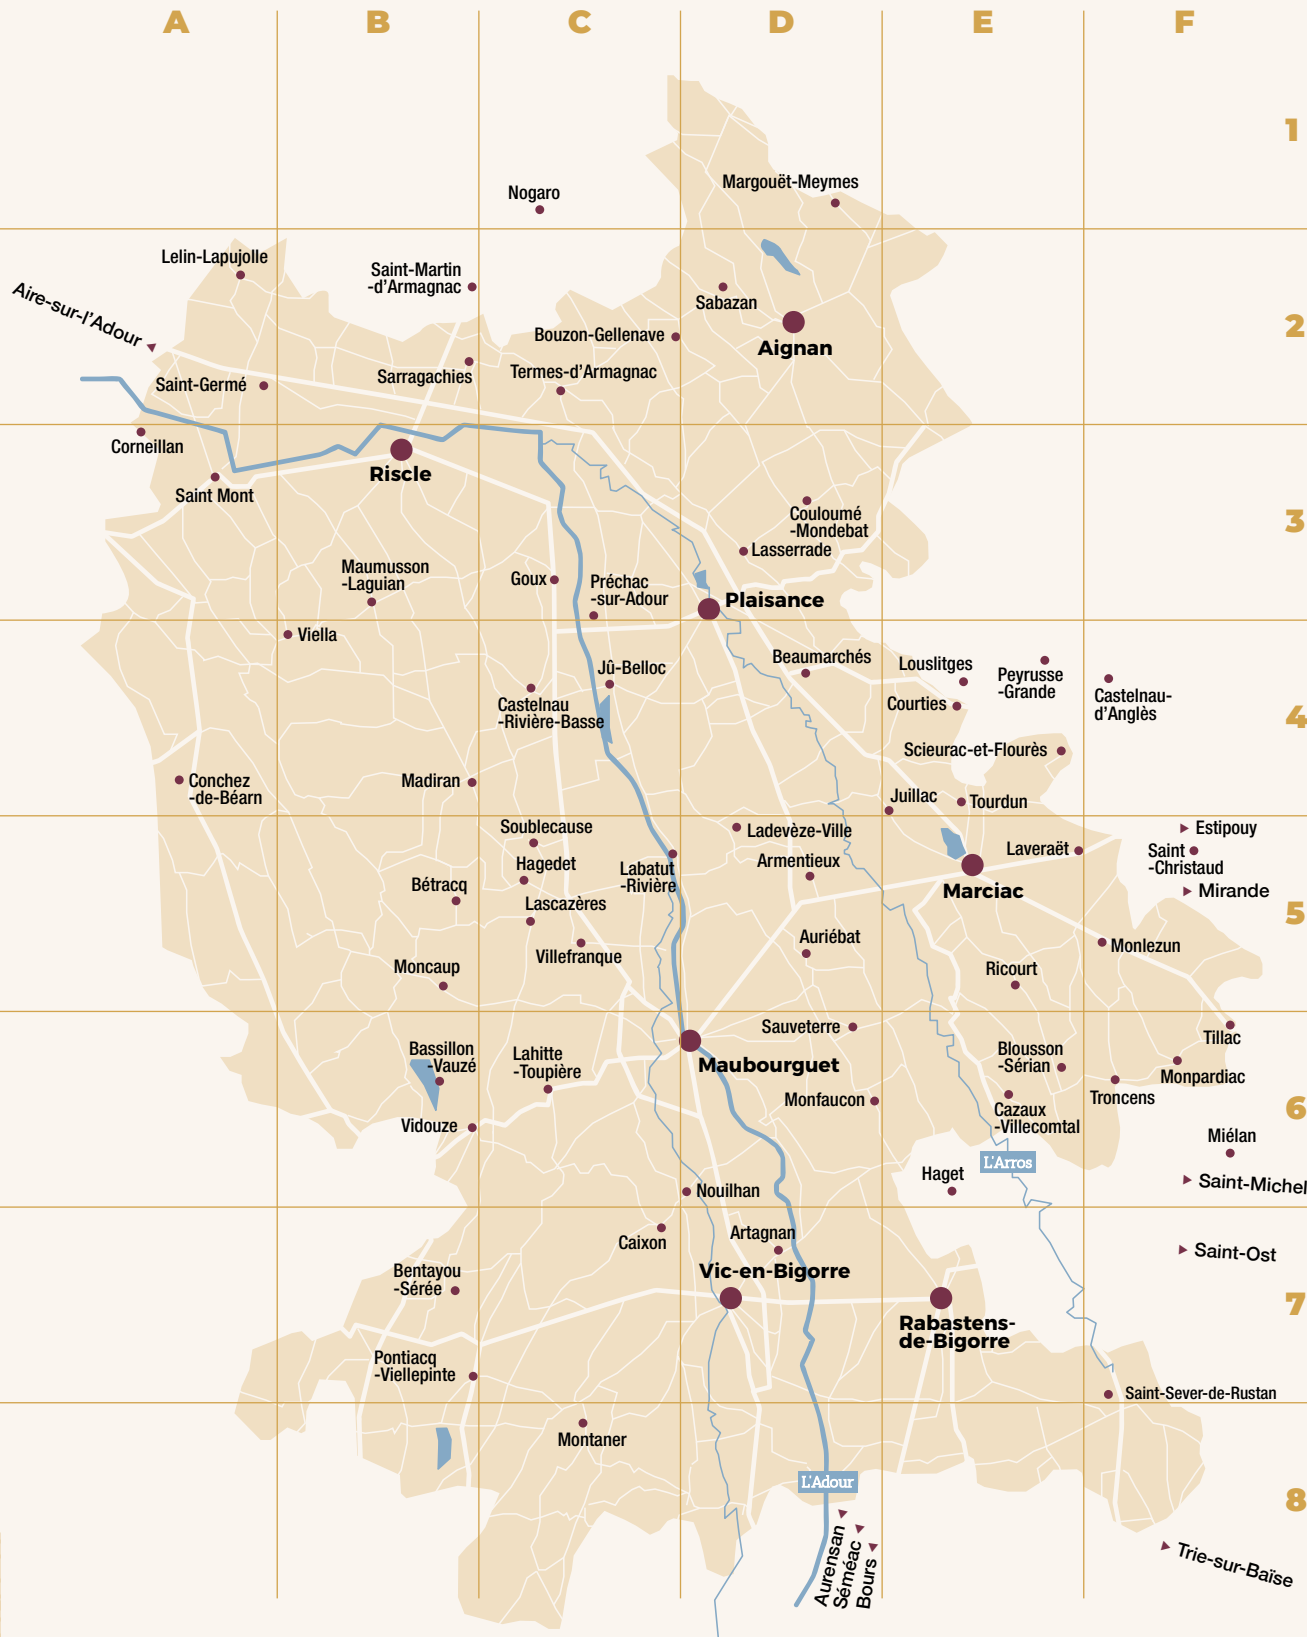 A B C D E F
1
Nogaro
Margouët-Meymes
Lelin-Lapujolle
Saint-Martin
-d'Armagnac
Aire-sur-l'Adour
Sabazan
Aignan
2
Bouzon-Gellenave
Saint-Germé
Sarragachies
Termes-d'Armagnac
Corneillan
Riscle
Saint Mont
Couloumé
-Mondebat
3
Lasserrade
Maumusson
-Laguian
Goux
Préchac
-sur-Adour
Plaisance
Viella
Jû-Belloc
Beaumarchés
Louslitges
Peyrusse
-Grande
Castelnau-
d'Anglès
Castelnau
-Rivière-Basse
Courties
4
Scieurac-et-Flourès
Conchez
-de-Béarn
Madiran
Juillac
Tourdun
Soublecause
Ladevèze-Ville
Estipouy
Hagedet
Labatut
-Rivière
Armentieux
Laveraët
Saint
-Christaud
Bétracq
Marciac
Mirande
Lascazères
5
Villefranque
Auriébat
Monlezun
Moncaup
Ricourt
Sauveterre
Tillac
Bassillon
-Vauzé
Lahitte
-Toupière
Maubourguet
Blousson
-Sérian
Monpardiac
Monfaucon
Troncens
6
Vidouze
Cazaux
-Villecomtal
Miélan
L'Arros
Haget
Saint-Michel
Nouilhan
Caixon
Artagnan
Saint-Ost
Bentayou
-Sérée
Vic-en-Bigorre
7
Rabastens-
de-Bigorre
Pontiacq
-Viellepinte
Saint-Sever-de-Rustan
Montaner
L'Adour
8
Aurensan
Séméac
Bours
Trie-sur-Baïse